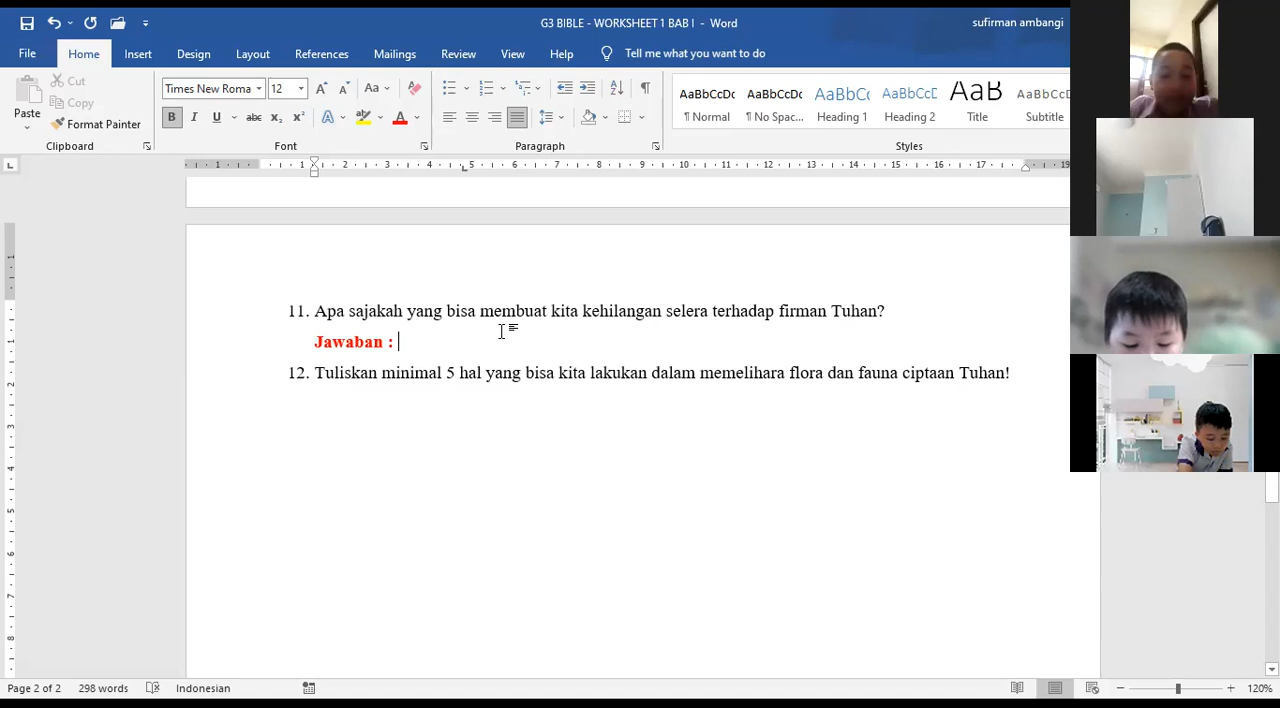 G3 BIBLE - WORKSHEET 1 BAB I - Word
sufirman ambangi
File Home Insert Design Layout References Mailings Review View Help Tell me what you want to do
Paste
Cut
Copy
Format Painter
Clipboard
Times New Roma 12
Font
Paragraph
AaBbCcDc AaBbCcDc AaBbC AaBbCcD AaB AaBbCcD
¶ Normal ¶ No Spac... Heading 1 Heading 2 Title Subtitle
Styles
11. Apa sajakah yang bisa membuat kita kehilangan selera terhadap firman Tuhan?
Jawaban :
12. Tuliskan minimal 5 hal yang bisa kita lakukan dalam memelihara flora dan fauna ciptaan Tuhan!
Page 2 of 2 298 words Indonesian 120%